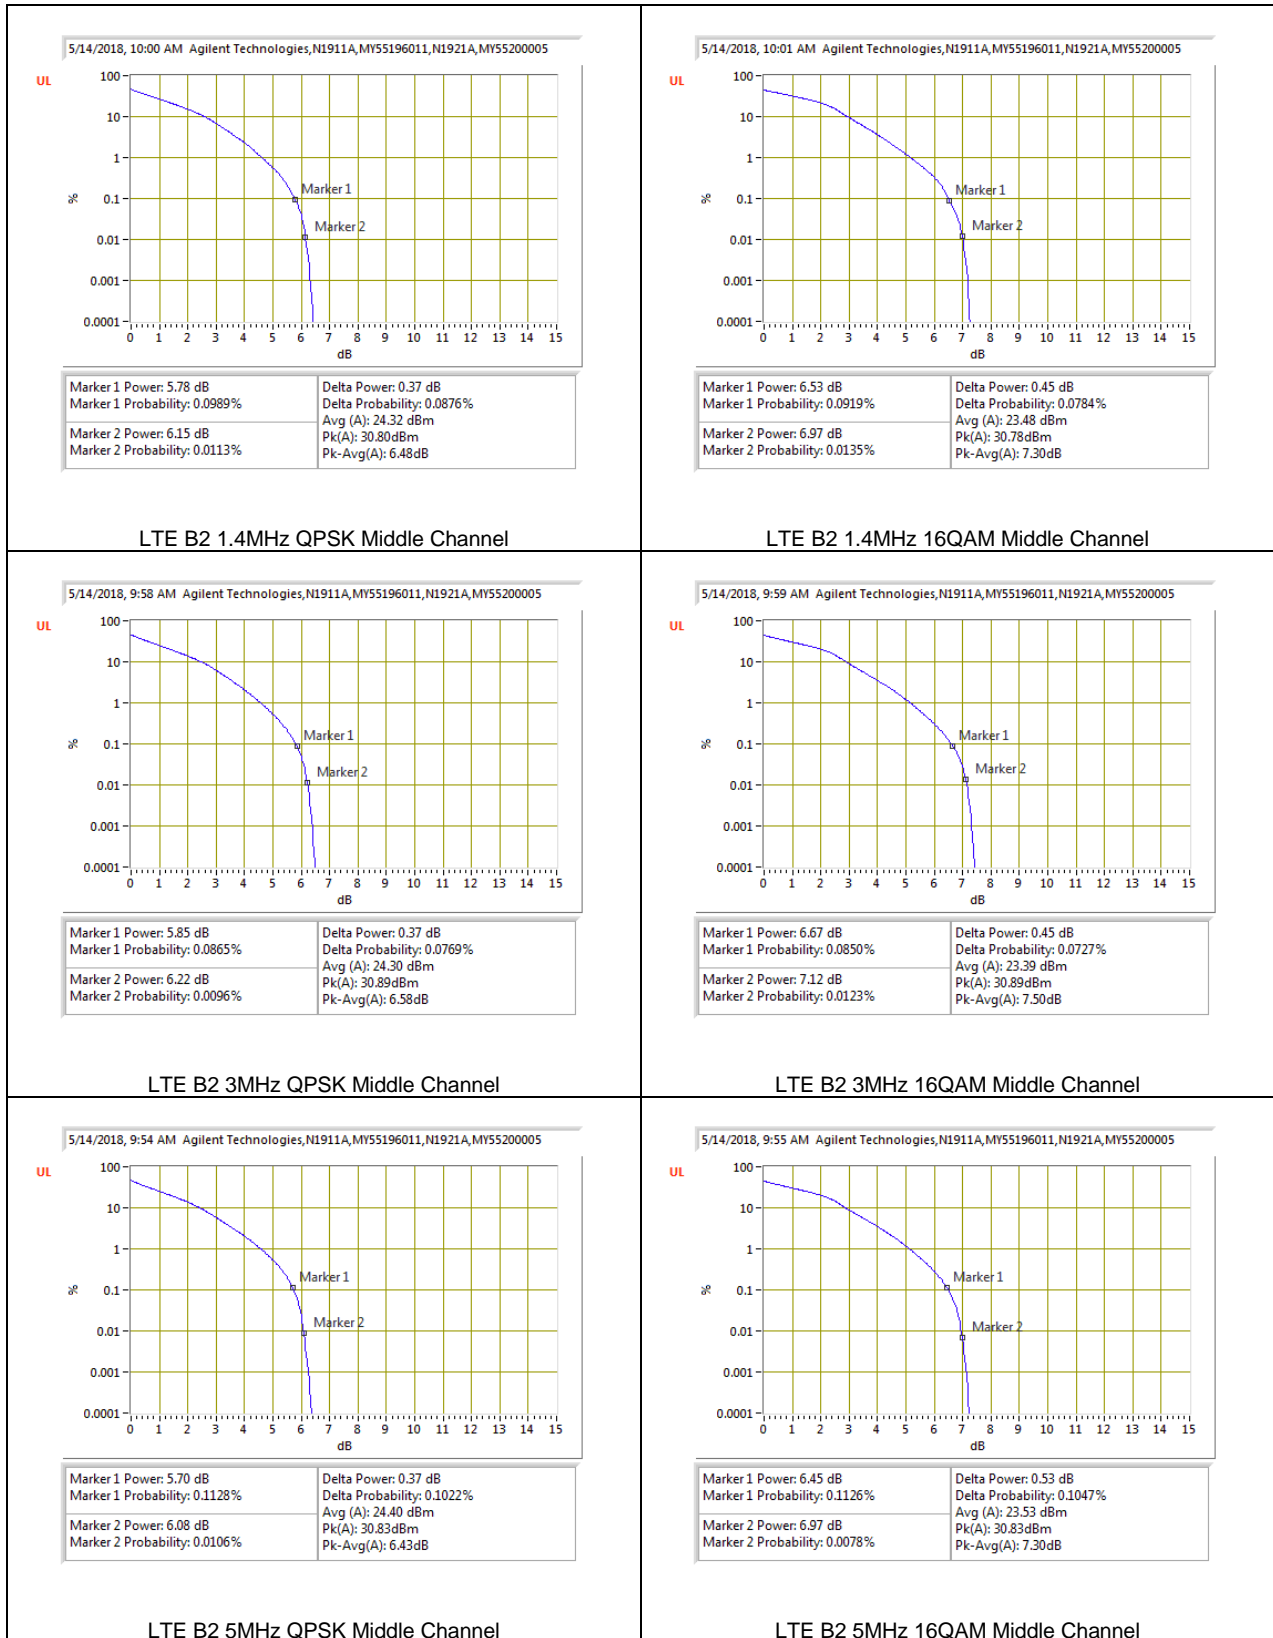 5/14/2018, 10:00 AM Agilent Technologies,N1911A,MY55196011,N1921A,MY55200005
UL
100
10
1
0.1
0.01
0.001
0.0001
%
Marker 1
Marker 2
0 1 2 3 4 5 6 7 8 9 10 11 12 13 14 15
dB
Marker 1 Power: 5.78 dB
Marker 1 Probability: 0.0989%
Marker 2 Power: 6.15 dB
Marker 2 Probability: 0.0113%
Delta Power: 0.37 dB
Delta Probability: 0.0876%
Avg (A): 24.32 dBm
Pk(A): 30.80dBm
Pk-Avg(A): 6.48dB
LTE B2 1.4MHz QPSK Middle Channel
5/14/2018, 10:01 AM Agilent Technologies,N1911A,MY55196011,N1921A,MY55200005
UL
100
10
1
0.1
0.01
0.001
0.0001
%
Marker 1
Marker 2
0 1 2 3 4 5 6 7 8 9 10 11 12 13 14 15
dB
Marker 1 Power: 6.53 dB
Marker 1 Probability: 0.0919%
Marker 2 Power: 6.97 dB
Marker 2 Probability: 0.0135%
Delta Power: 0.45 dB
Delta Probability: 0.0784%
Avg (A): 23.48 dBm
Pk(A): 30.78dBm
Pk-Avg(A): 7.30dB
LTE B2 1.4MHz 16QAM Middle Channel
5/14/2018, 9:58 AM Agilent Technologies,N1911A,MY55196011,N1921A,MY55200005
UL
100
10
1
0.1
0.01
0.001
0.0001
%
Marker 1
Marker 2
0 1 2 3 4 5 6 7 8 9 10 11 12 13 14 15
dB
Marker 1 Power: 5.85 dB
Marker 1 Probability: 0.0865%
Marker 2 Power: 6.22 dB
Marker 2 Probability: 0.0096%
Delta Power: 0.37 dB
Delta Probability: 0.0769%
Avg (A): 24.30 dBm
Pk(A): 30.89dBm
Pk-Avg(A): 6.58dB
LTE B2 3MHz QPSK Middle Channel
5/14/2018, 9:59 AM Agilent Technologies,N1911A,MY55196011,N1921A,MY55200005
UL
100
10
1
0.1
0.01
0.001
0.0001
%
Marker 1
Marker 2
0 1 2 3 4 5 6 7 8 9 10 11 12 13 14 15
dB
Marker 1 Power: 6.67 dB
Marker 1 Probability: 0.0850%
Marker 2 Power: 7.12 dB
Marker 2 Probability: 0.0123%
Delta Power: 0.45 dB
Delta Probability: 0.0727%
Avg (A): 23.39 dBm
Pk(A): 30.89dBm
Pk-Avg(A): 7.50dB
LTE B2 3MHz 16QAM Middle Channel
5/14/2018, 9:54 AM Agilent Technologies,N1911A,MY55196011,N1921A,MY55200005
UL
100
10
1
0.1
0.01
0.001
0.0001
%
Marker 1
Marker 2
0 1 2 3 4 5 6 7 8 9 10 11 12 13 14 15
dB
Marker 1 Power: 5.70 dB
Marker 1 Probability: 0.1128%
Marker 2 Power: 6.08 dB
Marker 2 Probability: 0.0106%
Delta Power: 0.37 dB
Delta Probability: 0.1022%
Avg (A): 24.40 dBm
Pk(A): 30.83dBm
Pk-Avg(A): 6.43dB
LTE B2 5MHz QPSK Middle Channel
5/14/2018, 9:55 AM Agilent Technologies,N1911A,MY55196011,N1921A,MY55200005
UL
100
10
1
0.1
0.01
0.001
0.0001
%
Marker 1
Marker 2
0 1 2 3 4 5 6 7 8 9 10 11 12 13 14 15
dB
Marker 1 Power: 6.45 dB
Marker 1 Probability: 0.1126%
Marker 2 Power: 6.97 dB
Marker 2 Probability: 0.0078%
Delta Power: 0.53 dB
Delta Probability: 0.1047%
Avg (A): 23.53 dBm
Pk(A): 30.83dBm
Pk-Avg(A): 7.30dB
LTE B2 5MHz 16QAM Middle Channel